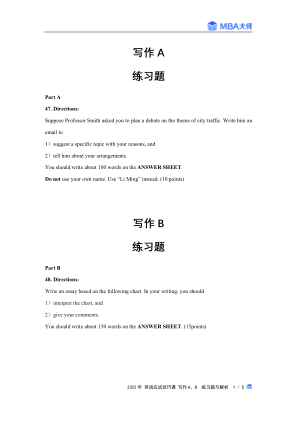 MBA大师
写作 A
练习题
Part A
47. Directions:
Suppose Professor Smith asked you to plan a debate on the theme of city traffic. Write him an
email to
1）suggest a specific topic with your reasons, and
2）tell him about your arrangements.
You should write about 100 words on the ANSWER SHEET.
Do not use your own name. Use “Li Ming” instead. (10 points)
写作 B
练习题
Part B
48. Directions:
Write an essay based on the following chart. In your writing, you should
1）interpret the chart, and
2）give your comments.
You should write about 150 words on the ANSWER SHEET. (15points)
2022 年 英语应试技巧课 写作 A、B 练习题与解析 1 / 5